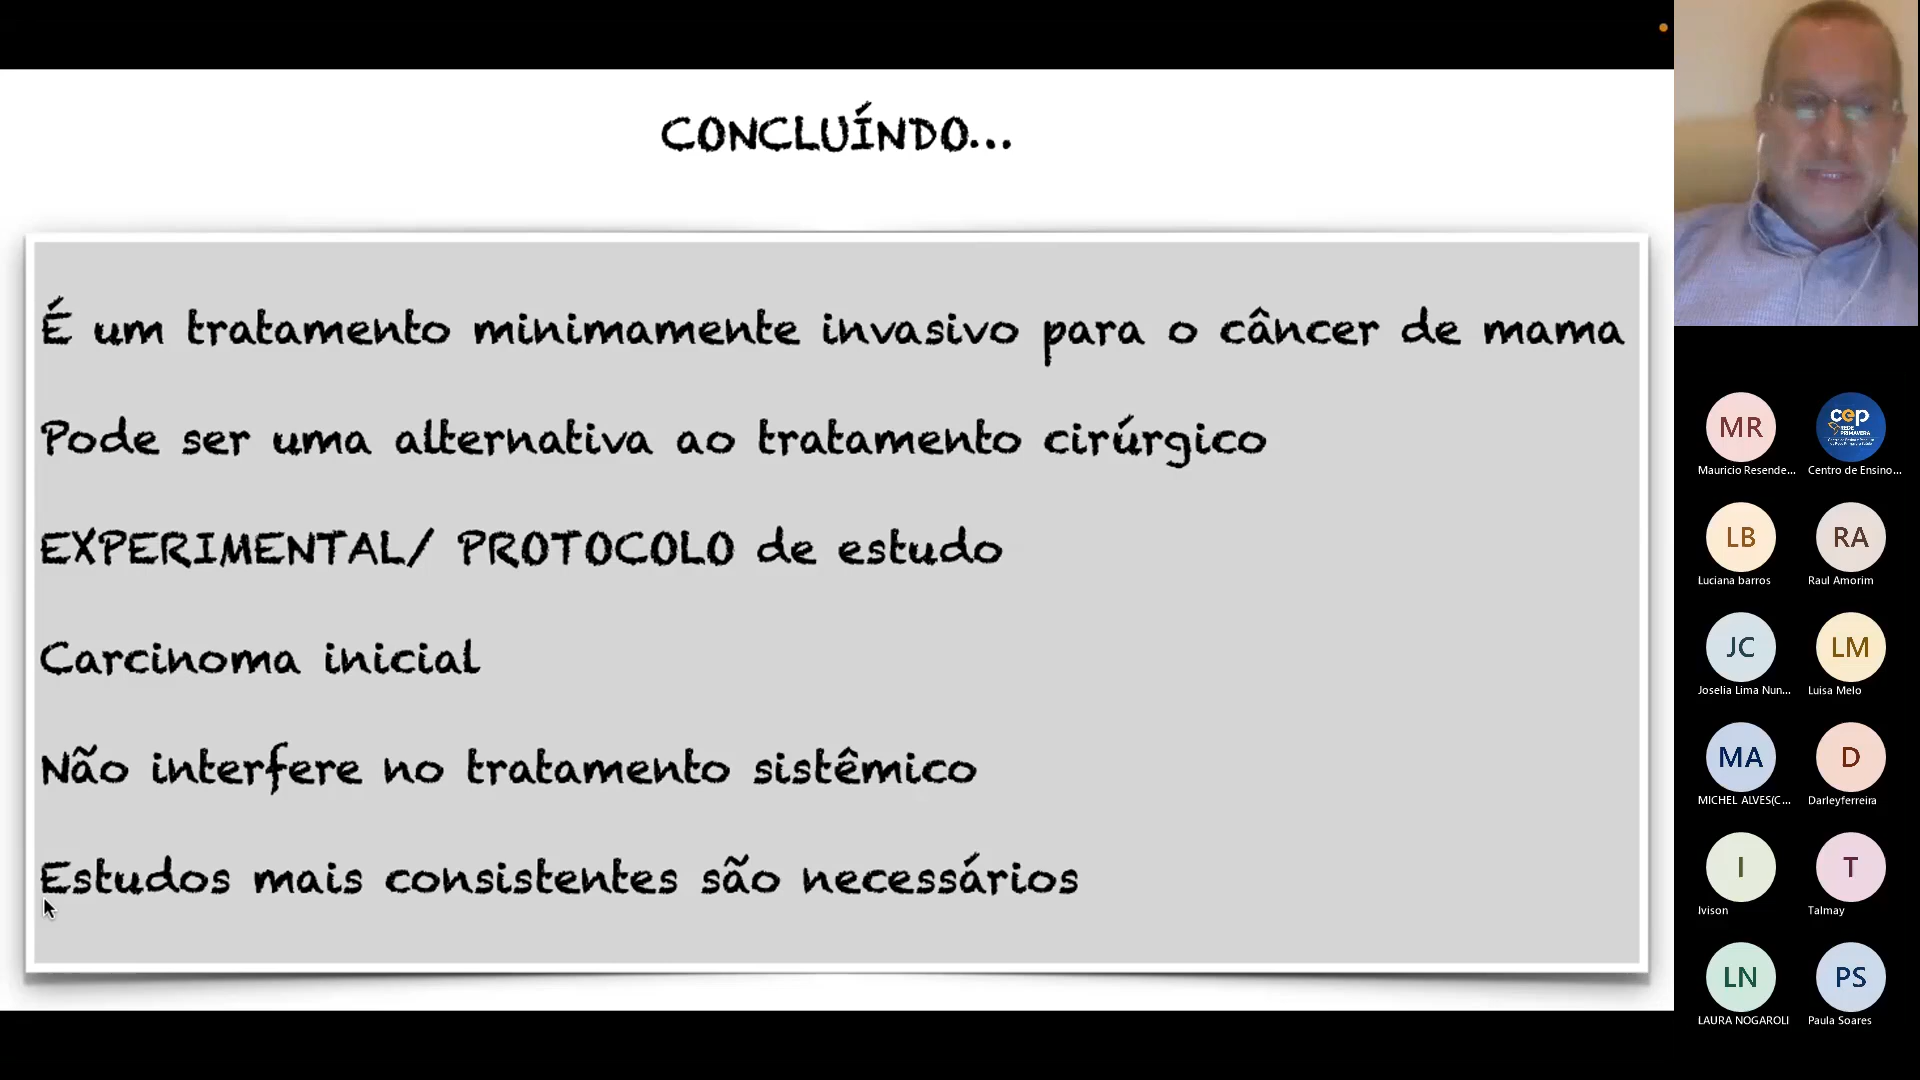 CONCLUÍNDO...
É um tratamento minimamente invasivo para o câncer de mama
Pode ser uma alternativa ao tratamento cirúrgico
EXPERIMENTAL/ PROTOCOLO de estudo
Carcinoma inicial
Não interfere no tratamento sistêmico
Estudos mais consistentes são necessários
MR
Mauricio Resende...
cep
REDE
PRIMAVERA
Centro de Ensino...
LB
Luciana barros
RA
Raul Amorim
JC
Joselia Lima Nun...
LM
Luisa Melo
MA
MICHEL ALVES(C...
D
Darleyferreira
I
Ivison
T
Talmay
LN
LAURA NOGAROLI
PS
Paula Soares